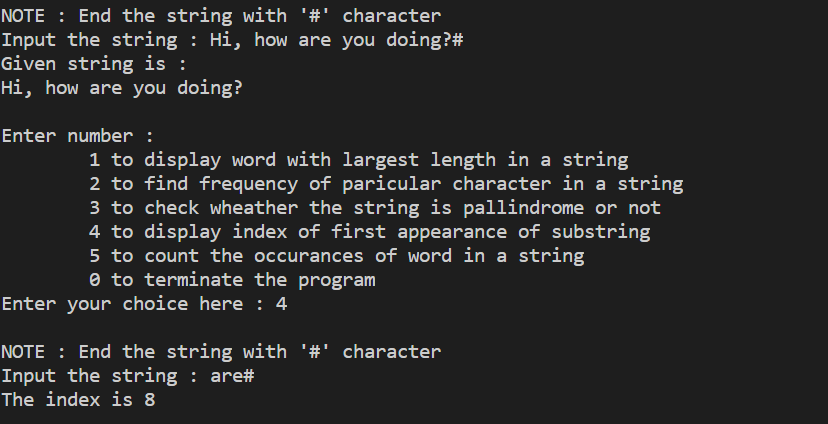 NOTE : End the string with '#' character
Input the string : Hi, how are you doing?#
Given string is :
Hi, how are you doing?
Enter number :
1 to display word with largest length in a string
2 to find frequency of paricular character in a string
3 to check wheather the string is pallindrome or not
4 to display index of first appearance of substring
5 to count the occurances of word in a string
0 to terminate the program
Enter your choice here : 4
NOTE : End the string with '#' character
Input the string : are#
The index is 8